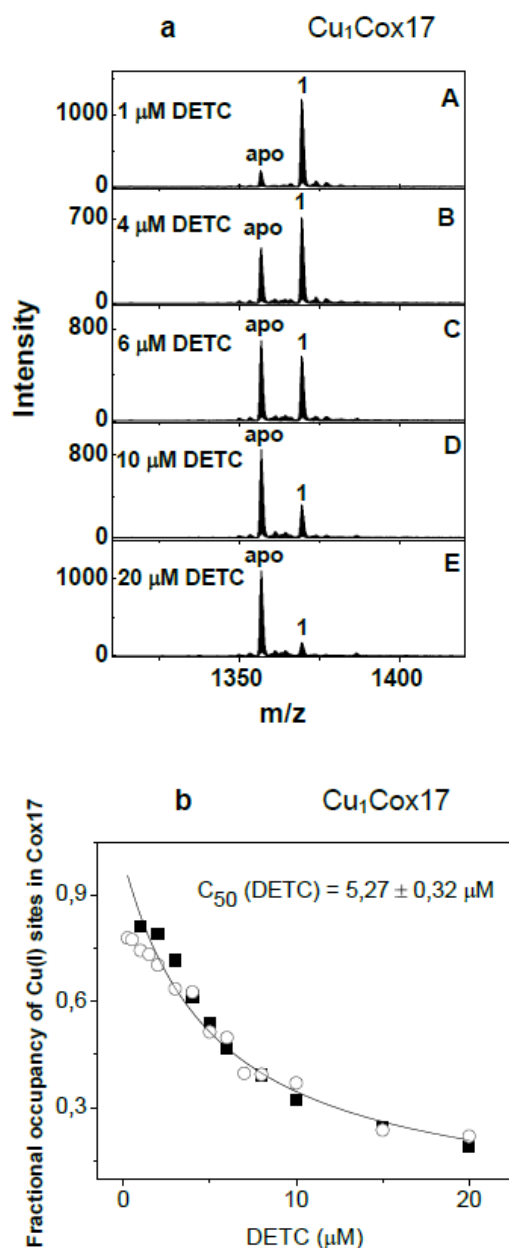 a Cu₁Cox17
1000
0
1 µM DETC
apo
1
A
700
0
4 µM DETC
apo
1
B
800
0
6 µM DETC
apo
1
C
800
0
10 µM DETC
apo
1
D
1000
0
20 µM DETC
apo
1
E
Intensity
1350 1400
m/z
b Cu₁Cox17
Fractional occupancy of Cu(I) sites in Cox17
0,9
0,6
0,3
C₅₀ (DETC) = 5,27 ± 0,32 µM
0 10 20
DETC (µM)